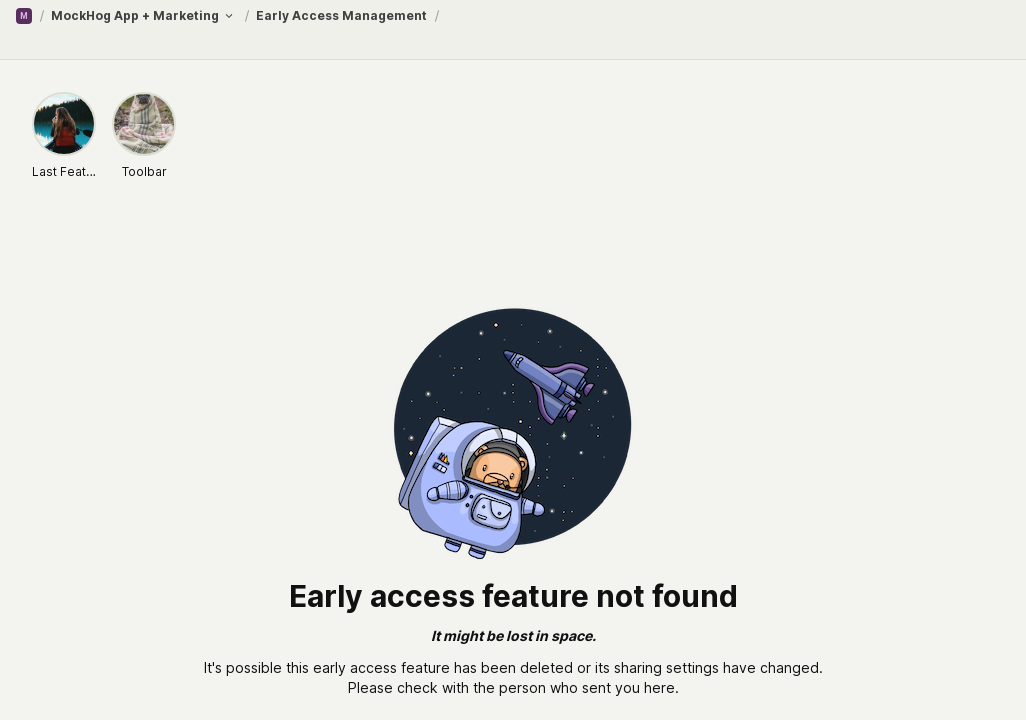 M / MockHog App + Marketing / Early Access Management /
Last Feat...
Toolbar
Early access feature not found
It might be lost in space.
It's possible this early access feature has been deleted or its sharing settings have changed.
Please check with the person who sent you here.